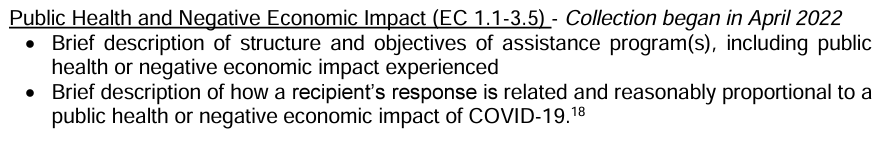 Public Health and Negative Economic Impact (EC 1.1-3.5) - Collection began in April 2022
• Brief description of structure and objectives of assistance program(s), including public
health or negative economic impact experienced
• Brief description of how a recipient's response is related and reasonably proportional to a
public health or negative economic impact of COVID-19.18